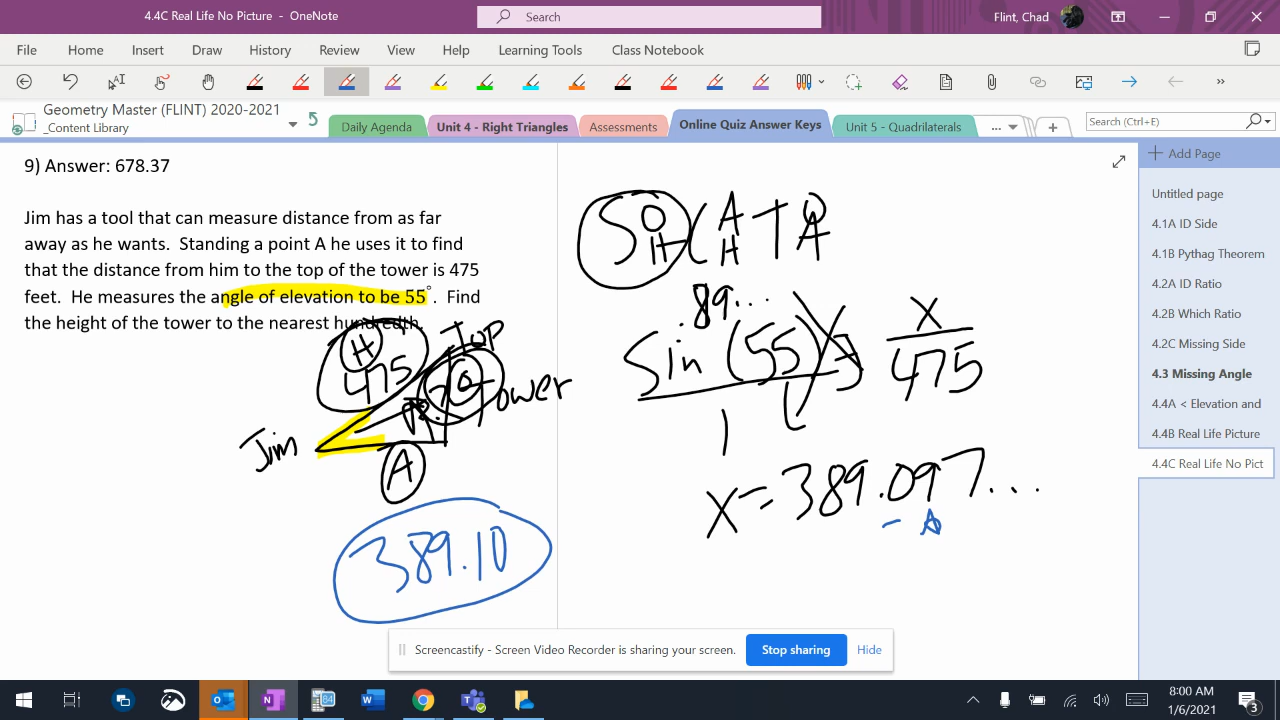 4.4C Real Life No Picture - OneNote
Search
Flint, Chad
File Home Insert Draw History Review View Help Learning Tools Class Notebook
Geometry Master (FLINT) 2020-2021
_Content Library
Daily Agenda
Unit 4 - Right Triangles
Assessments
Online Quiz Answer Keys
Unit 5 - Quadrilaterals
...
Search (Ctrl+E)
Add Page
Untitled page
4.1A ID Side
4.1B Pythag Theorem
4.2A ID Ratio
4.2B Which Ratio
4.2C Missing Side
4.3 Missing Angle
4.4A < Elevation and
4.4B Real Life Picture
4.4C Real Life No Pict
9) Answer: 678.37
Jim has a tool that can measure distance from as far
away as he wants. Standing a point A he uses it to find
that the distance from him to the top of the tower is 475
feet. He measures the angle of elevation to be 55°. Find
the height of the tower to the nearest hundredth.
H
475
Top
Tower
Jim
A
389.10
S O H C A H T O A
.89...
Sin (55) = x
1 475
x = 389.097...
Screencastify - Screen Video Recorder is sharing your screen.
Stop sharing
Hide
84
8:00 AM
1/6/2021
3